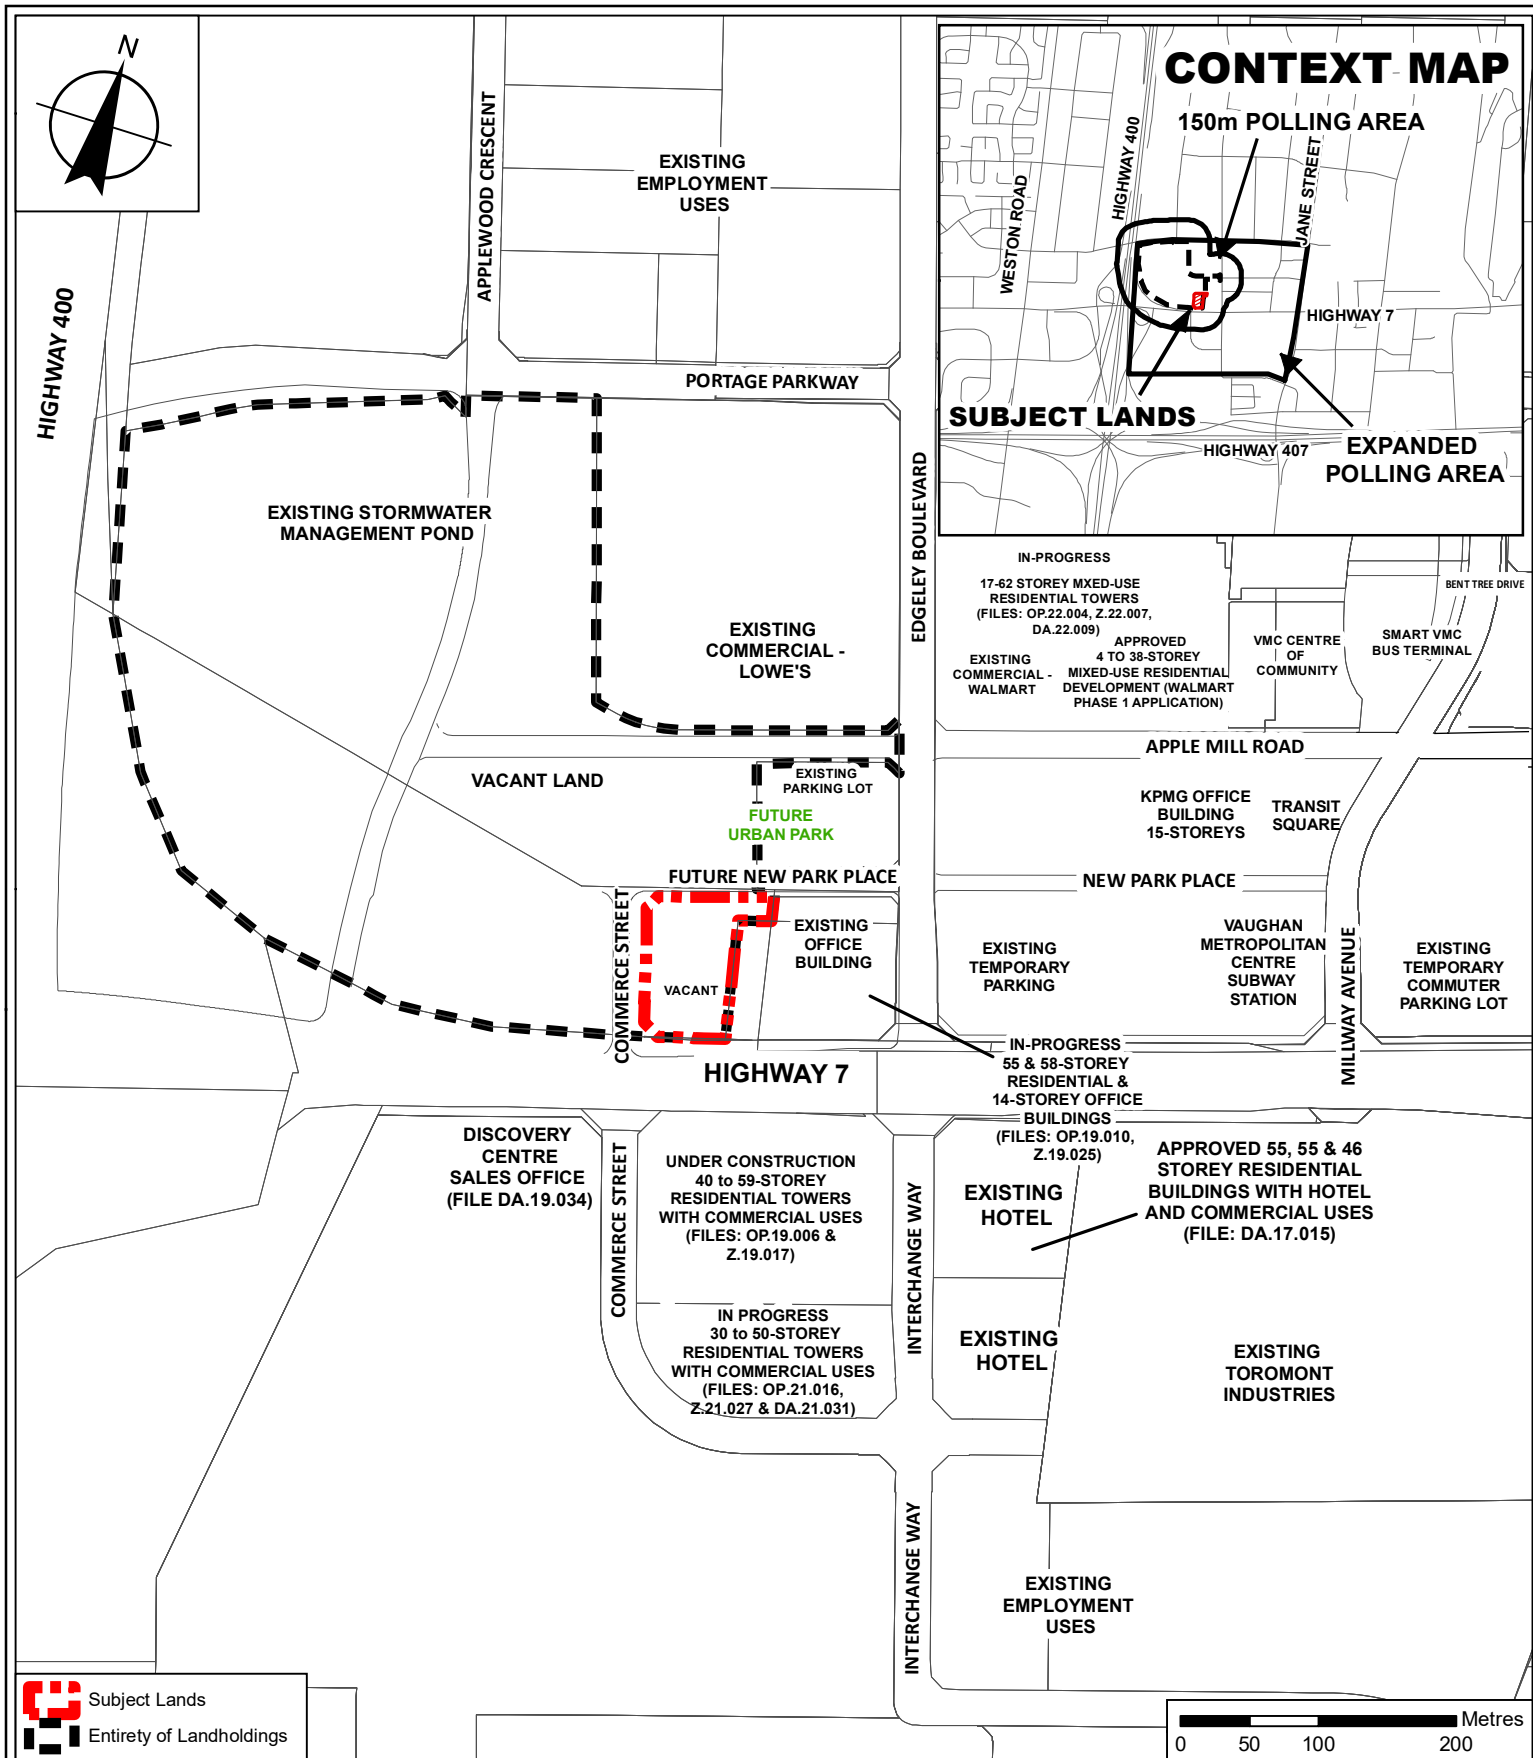 N
CONTEXT MAP
150m POLLING AREA
HIGHWAY 400
JANE STREET
WESTON ROAD
HIGHWAY 7
SUBJECT LANDS
HIGHWAY 407
EXPANDED
POLLING AREA
APPLEWOOD CRESCENT
EXISTING
EMPLOYMENT
USES
HIGHWAY 400
PORTAGE PARKWAY
EDGELEY BOULEVARD
EXISTING STORMWATER
MANAGEMENT POND
EXISTING
COMMERCIAL -
LOWE'S
IN-PROGRESS
17-62 STOREY MXED-USE
RESIDENTIAL TOWERS
(FILES: OP.22.004, Z.22.007,
DA.22.009)
EXISTING
COMMERCIAL -
WALMART
APPROVED
4 TO 38-STOREY
MIXED-USE RESIDENTIAL
DEVELOPMENT (WALMART
PHASE 1 APPLICATION)
VMC CENTRE
OF
COMMUNITY
SMART VMC
BUS TERMINAL
BENT TREE DRIVE
APPLE MILL ROAD
VACANT LAND
EXISTING
PARKING LOT
FUTURE
URBAN PARK
KPMG OFFICE
BUILDING
15-STOREYS
TRANSIT
SQUARE
FUTURE NEW PARK PLACE
NEW PARK PLACE
COMMERCE STREET
VACANT
EXISTING
OFFICE
BUILDING
EXISTING
TEMPORARY
PARKING
VAUGHAN
METROPOLITAN
CENTRE
SUBWAY
STATION
MILLWAY AVENUE
EXISTING
TEMPORARY
COMMUTER
PARKING LOT
HIGHWAY 7
IN-PROGRESS
55 & 58-STOREY
RESIDENTIAL &
14-STOREY OFFICE
BUILDINGS
(FILES: OP.19.010,
Z.19.025)
DISCOVERY
CENTRE
SALES OFFICE
(FILE DA.19.034)
COMMERCE STREET
UNDER CONSTRUCTION
40 to 59-STOREY
RESIDENTIAL TOWERS
WITH COMMERCIAL USES
(FILES: OP.19.006 &
Z.19.017)
INTERCHANGE WAY
EXISTING
HOTEL
APPROVED 55, 55 & 46
STOREY RESIDENTIAL
BUILDINGS WITH HOTEL
AND COMMERCIAL USES
(FILE: DA.17.015)
IN PROGRESS
30 to 50-STOREY
RESIDENTIAL TOWERS
WITH COMMERCIAL USES
(FILES: OP.21.016,
Z.21.027 & DA.21.031)
EXISTING
HOTEL
EXISTING
TOROMONT
INDUSTRIES
INTERCHANGE WAY
EXISTING
EMPLOYMENT
USES
Subject Lands
Entirety of Landholdings
Metres
0 50 100 200